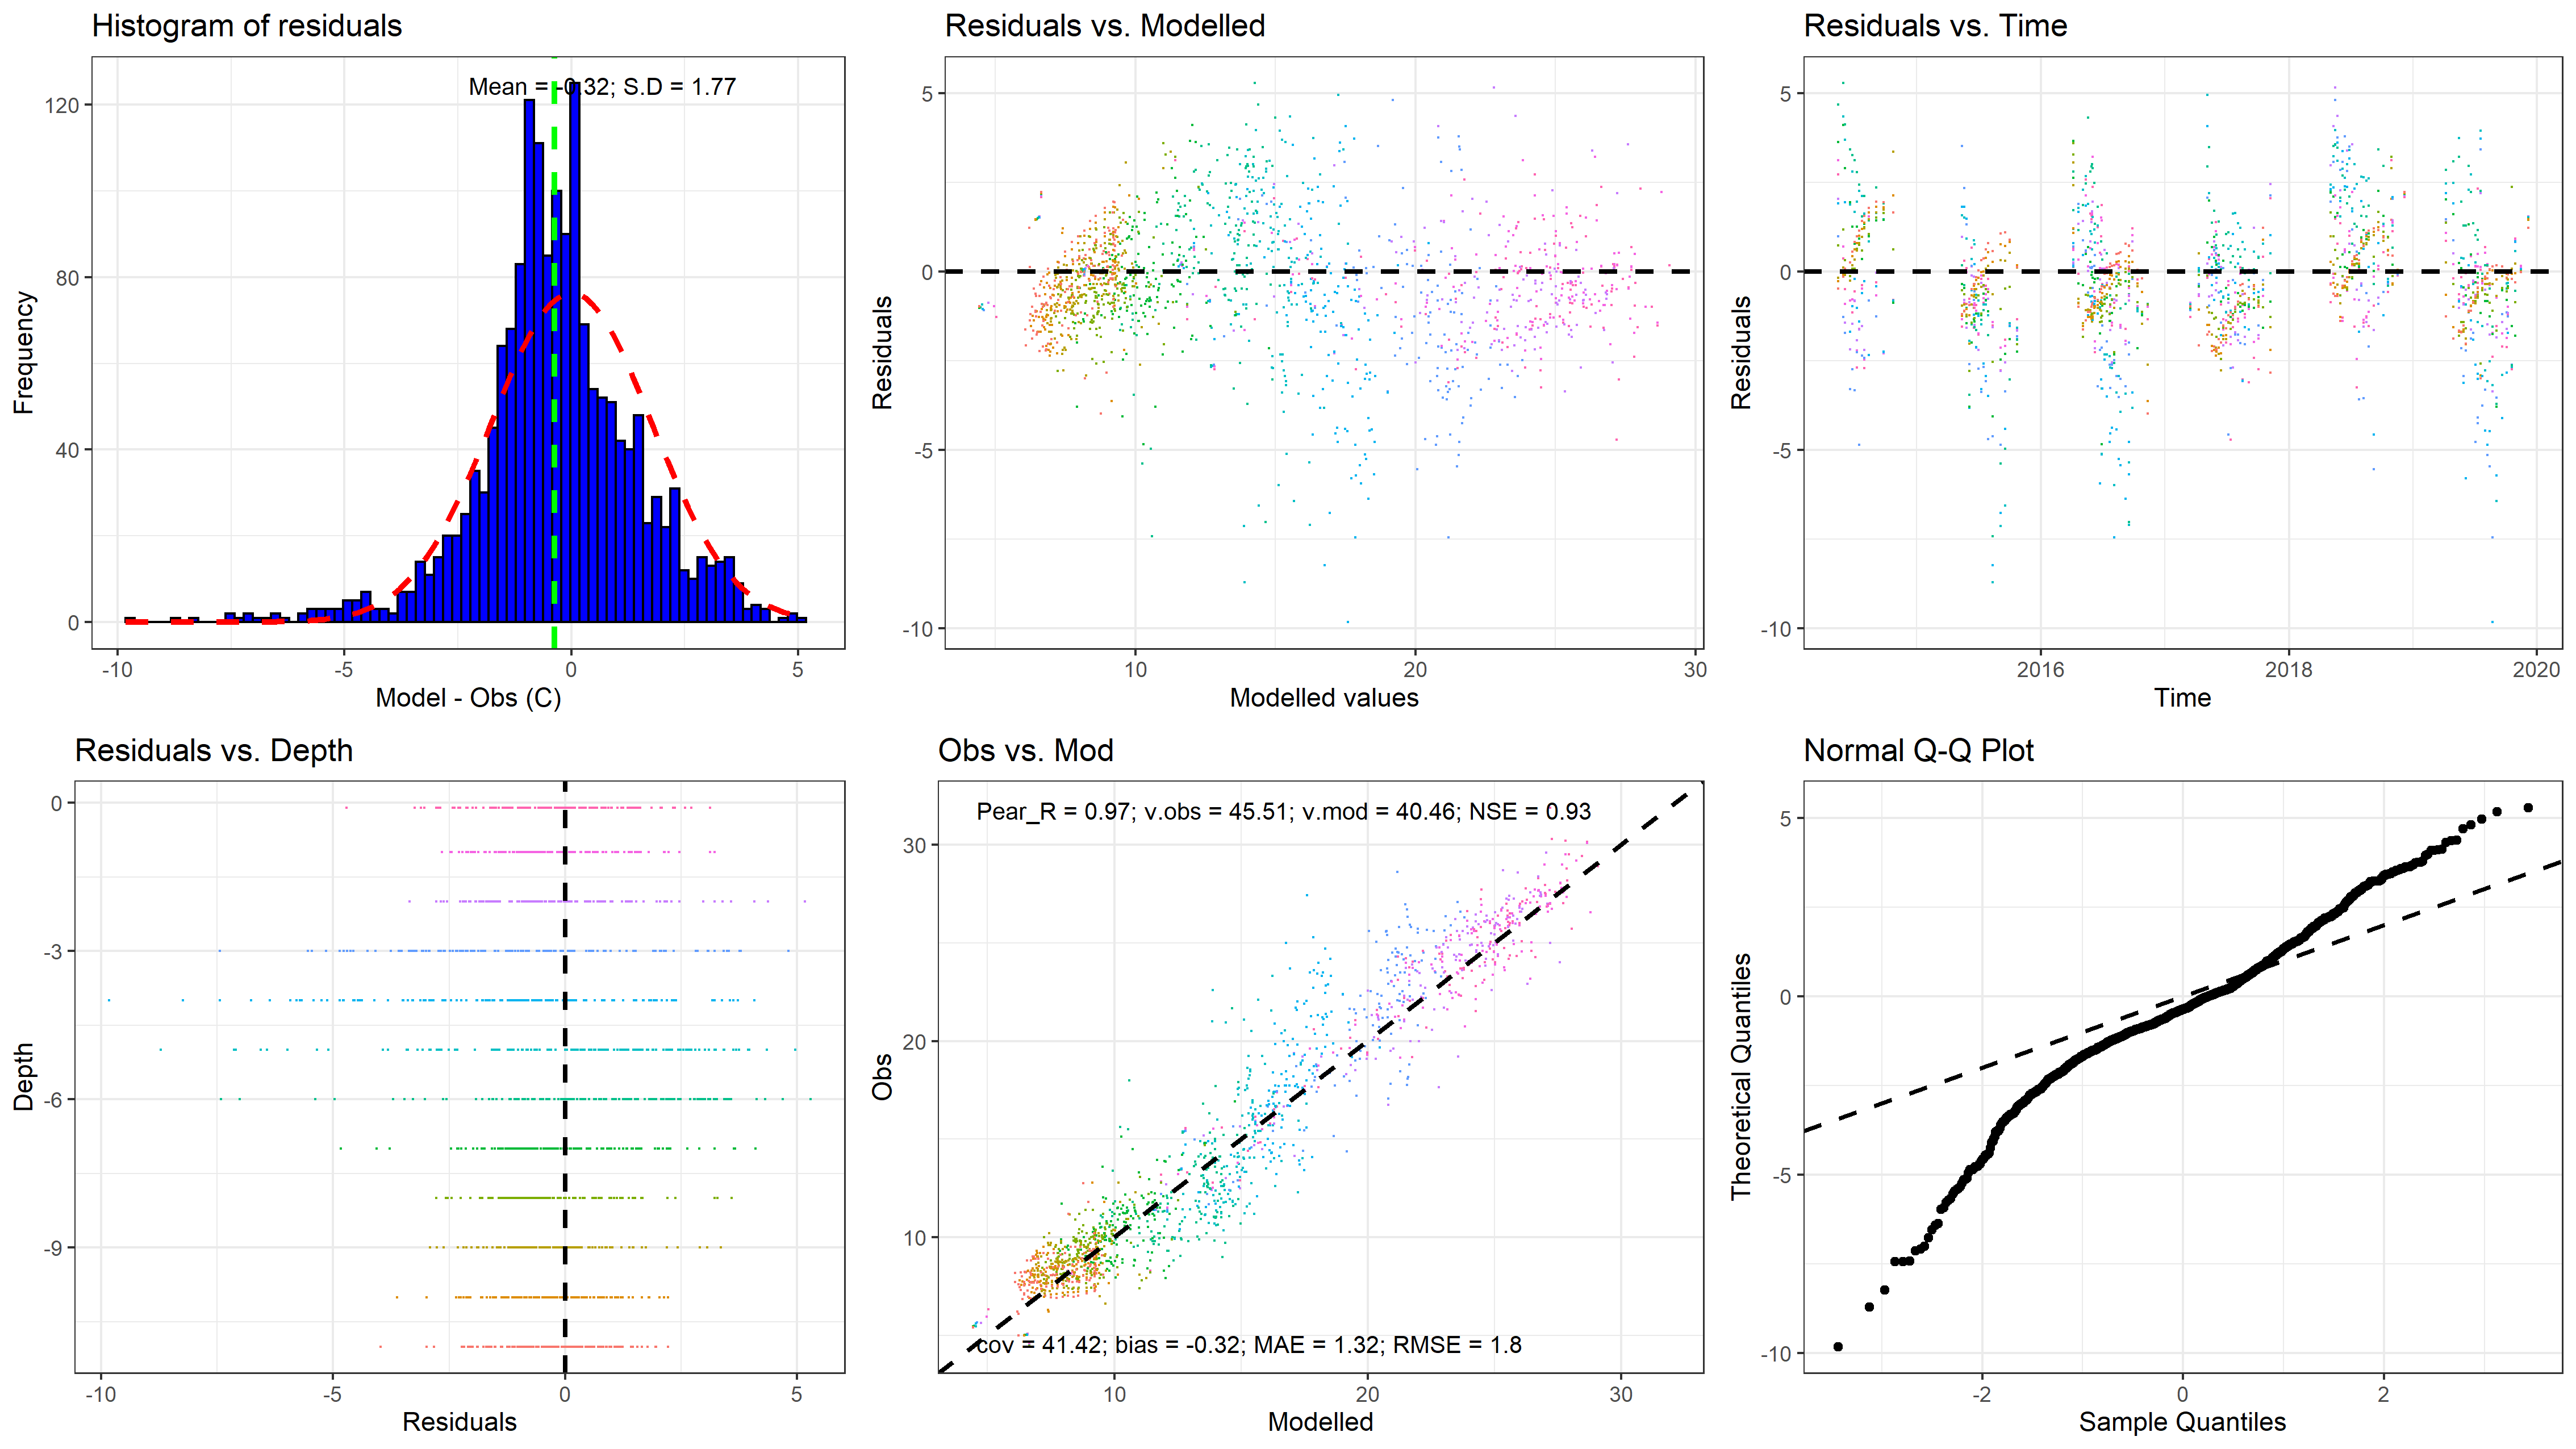 Histogram of residuals
Mean = -0.32; S.D = 1.77
120
80
40
0
-10 -5 0 5
Frequency
Model - Obs (C)
Residuals vs. Modelled
5
0
-5
-10
10 20 30
Residuals
Modelled values
Residuals vs. Time
5
0
-5
-10
2016 2018 2020
Residuals
Time
Residuals vs. Depth
0
-3
-6
-9
-10 -5 0 5
Depth
Residuals
Obs vs. Mod
Pear_R = 0.97; v.obs = 45.51; v.mod = 40.46; NSE = 0.93
30
20
10
cov = 41.42; bias = -0.32; MAE = 1.32; RMSE = 1.8
10 20 30
Obs
Modelled
Normal Q-Q Plot
5
0
-5
-10
-2 0 2
Theoretical Quantiles
Sample Quantiles